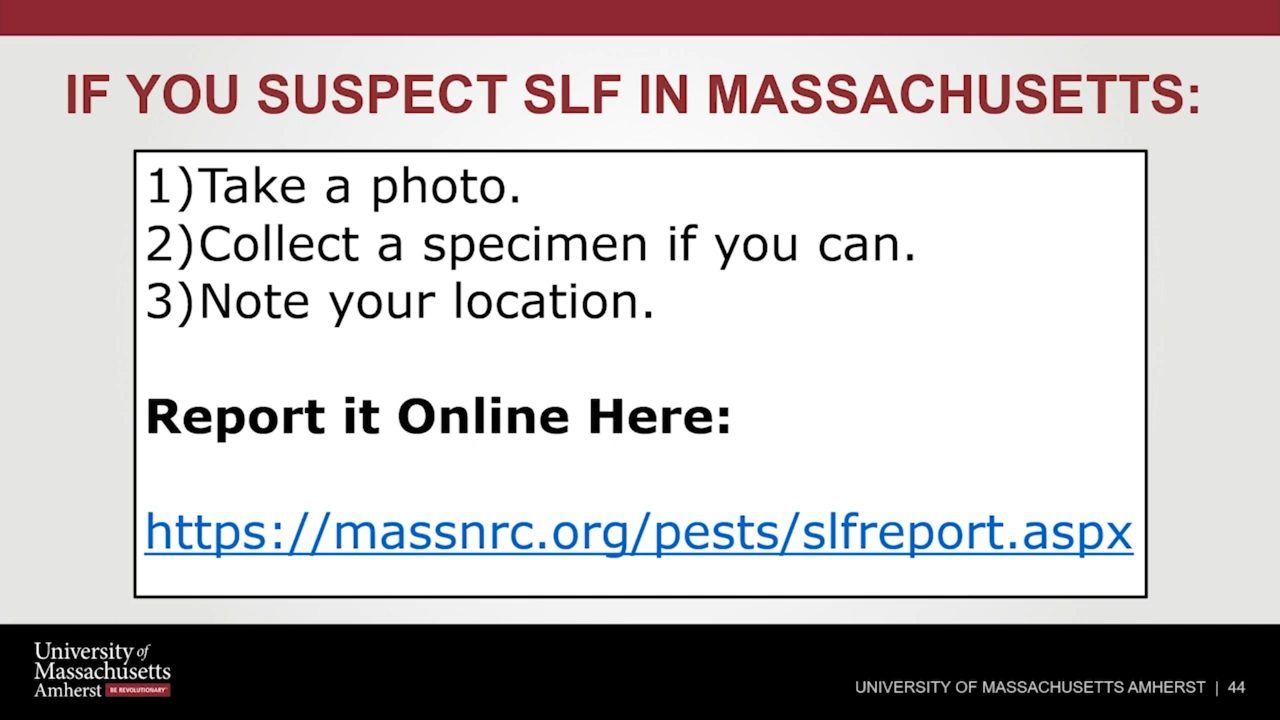 IF YOU SUSPECT SLF IN MASSACHUSETTS:
1)Take a photo.
2)Collect a specimen if you can.
3)Note your location.
Report it Online Here:
https://massnrc.org/pests/slfreport.aspx
University of
Massachusetts
Amherst BE REVOLUTIONARY™
UNIVERSITY OF MASSACHUSETTS AMHERST | 44